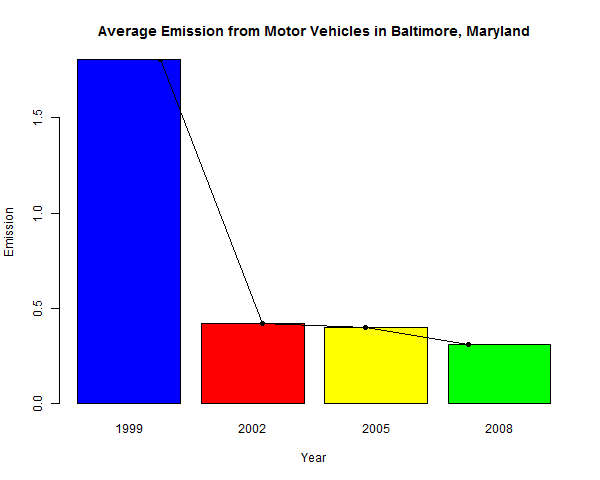 Average Emission from Motor Vehicles in Baltimore, Maryland
Emission
1.5
1.0
0.5
0.0
1999 2002 2005 2008
Year